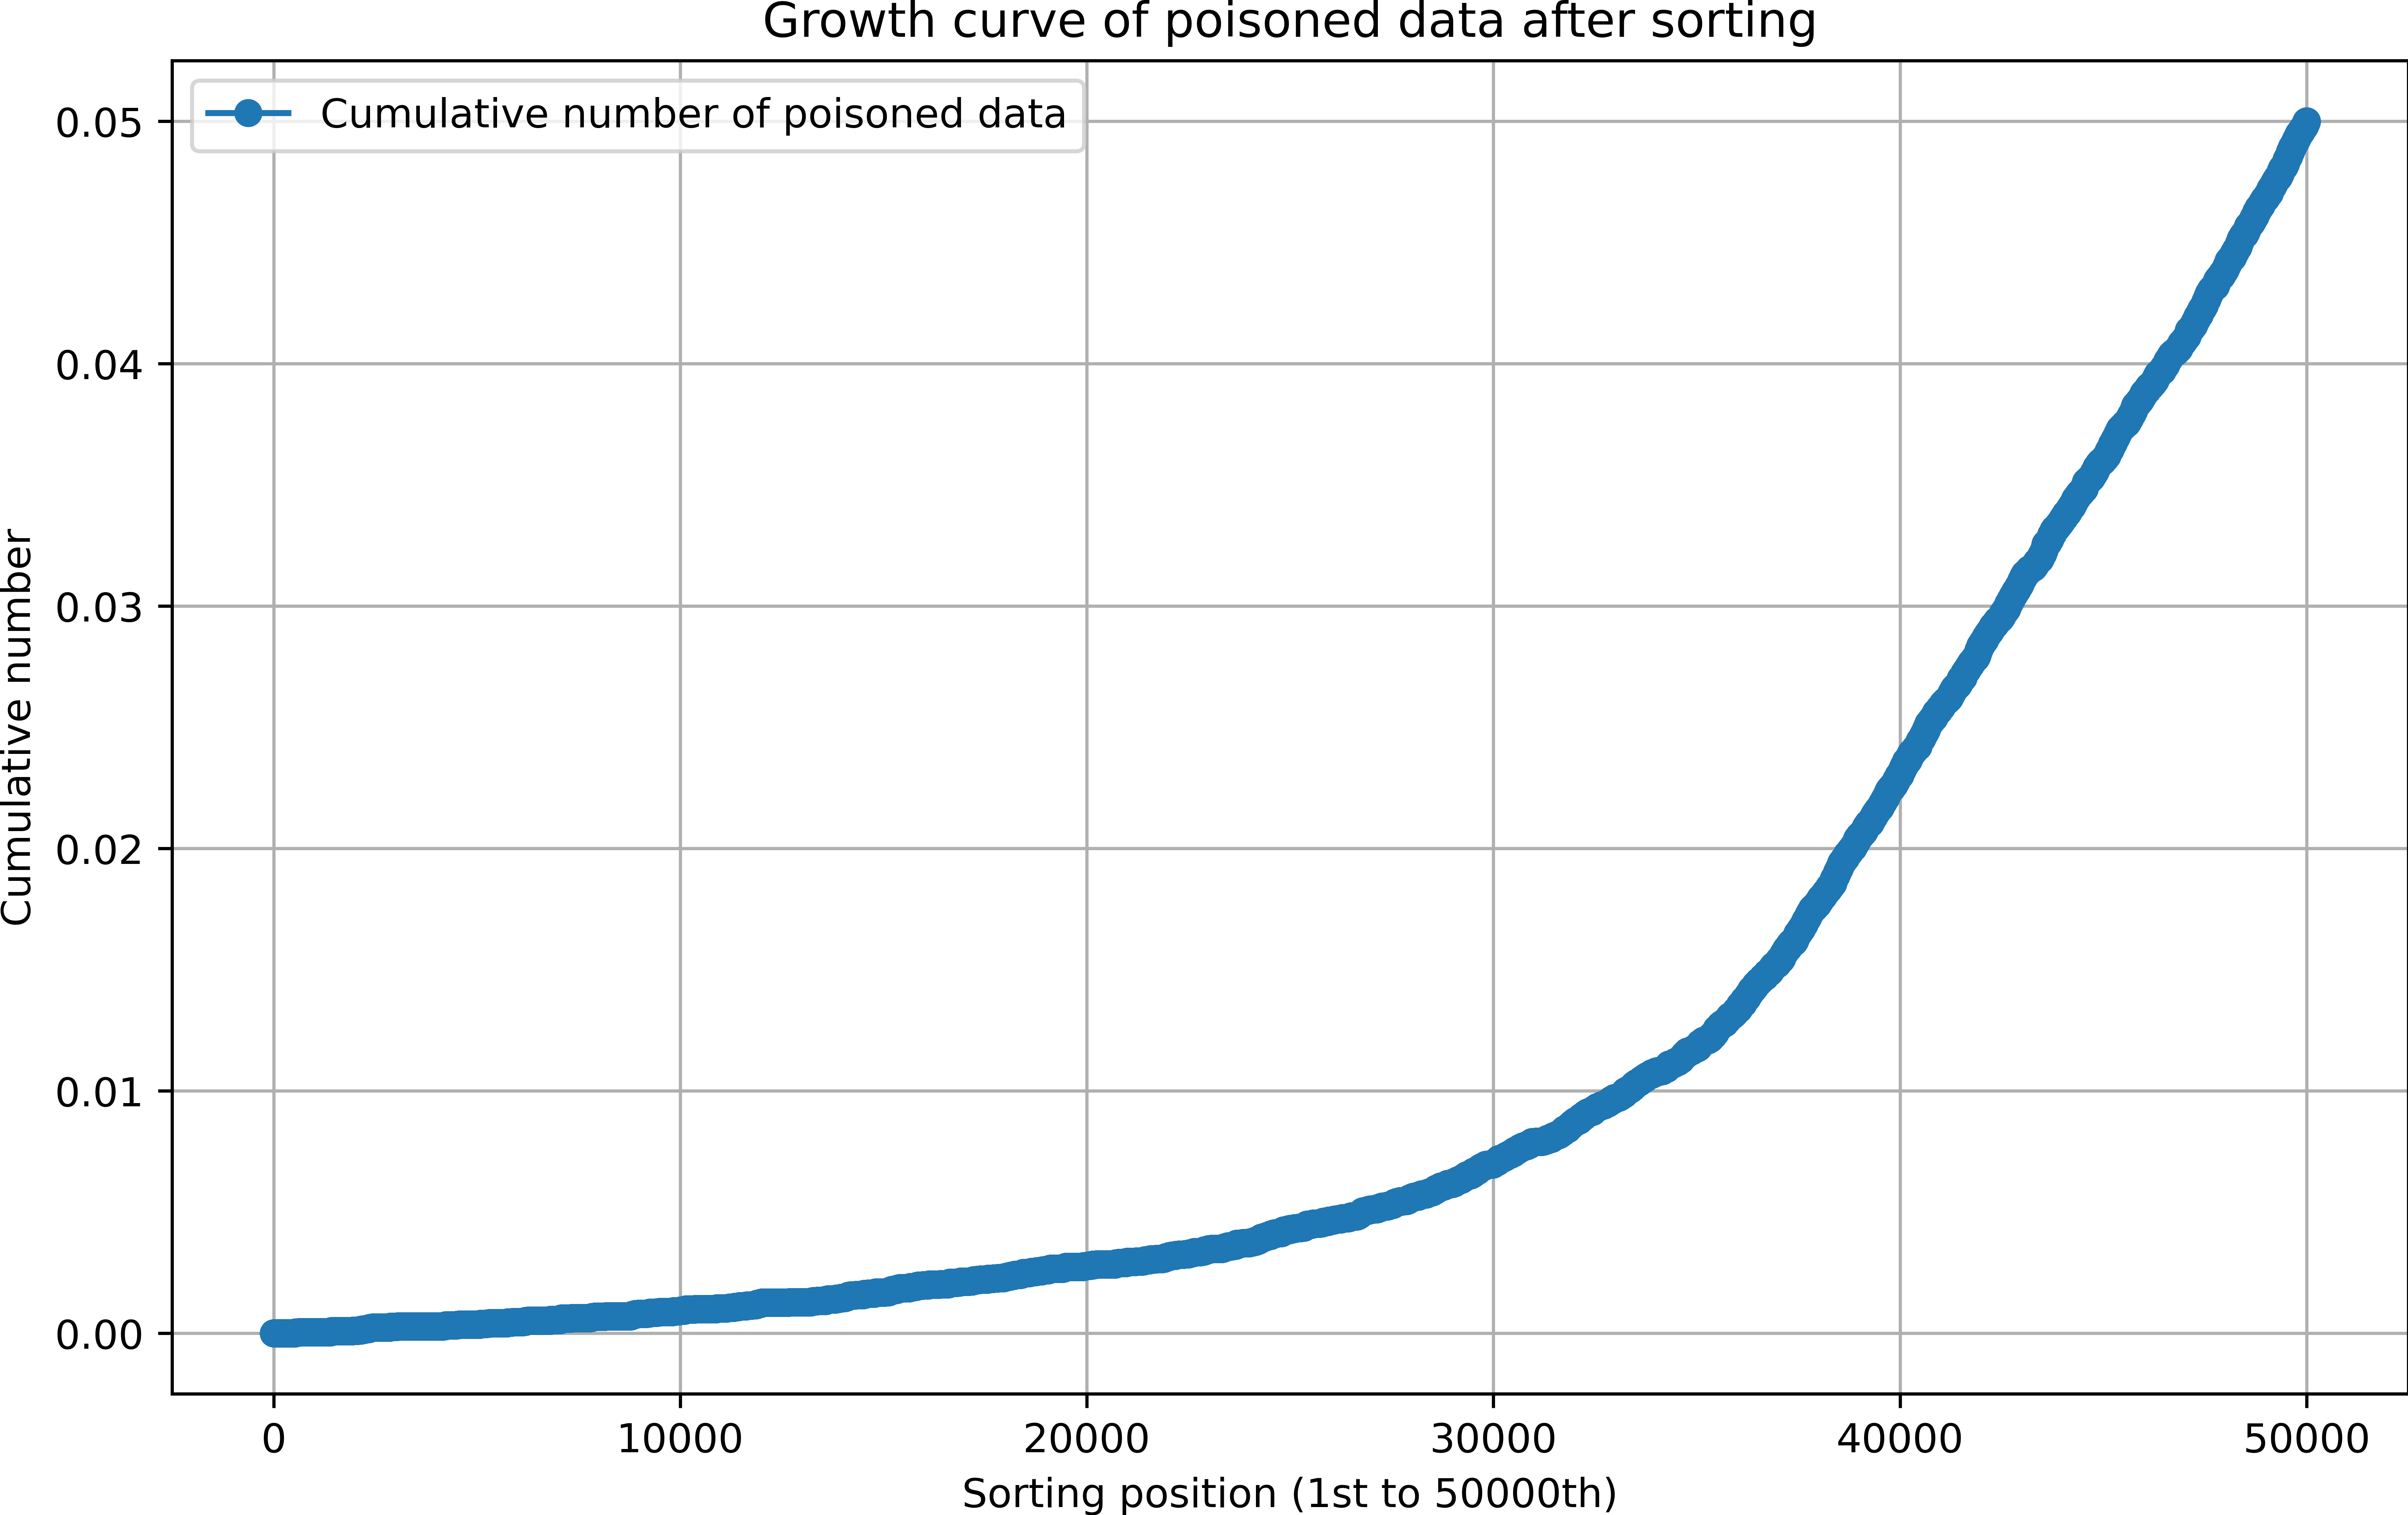 Growth curve of poisoned data after sorting
Cumulative number of poisoned data
0.05
0.04
0.03
0.02
0.01
0.00
Cumulative number
0 10000 20000 30000 40000 50000
Sorting position (1st to 50000th)